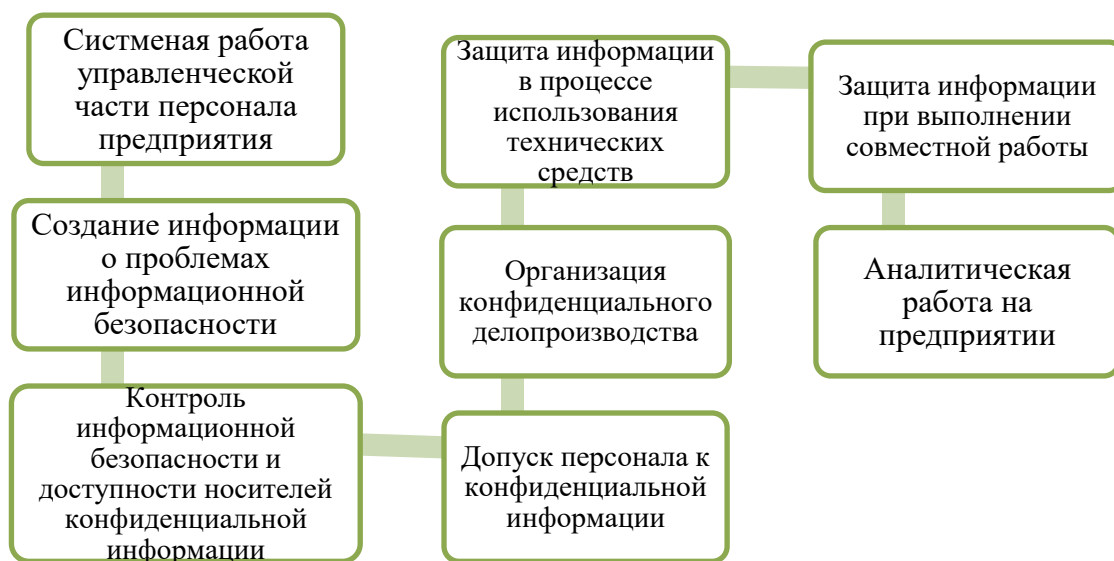 Систменая работа
управленческой
части персонала
предприятия
Создание информации
о проблемах
информационной
безопасности
Контроль
информационной
безопасности и
доступности носителей
конфиденциальной
информации
Допуск персонала к
конфиденциальной
информации
Организация
конфиденциального
делопроизводства
Защита информации
в процессе
использования
технических
средств
Защита информации
при выполнении
совместной работы
Аналитическая
работа на
предприятии